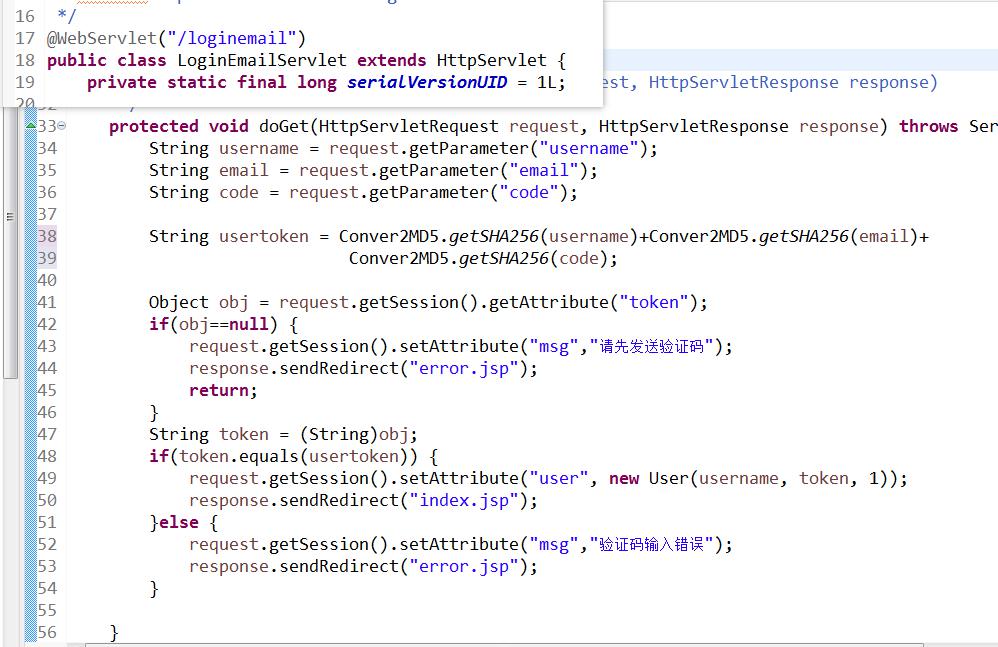 16 */
17 @WebServlet("/loginemail")
18 public class LoginEmailServlet extends HttpServlet {
19 private static final long serialVersionUID = 1L;
est, HttpServletResponse response)
33 protected void doGet(HttpServletRequest request, HttpServletResponse response) throws Ser
34 String username = request.getParameter("username");
35 String email = request.getParameter("email");
36 String code = request.getParameter("code");
37
38 String usertoken = Conver2MD5.getSHA256(username)+Conver2MD5.getSHA256(email)+
39 Conver2MD5.getSHA256(code);
40
41 Object obj = request.getSession().getAttribute("token");
42 if(obj==null) {
43 request.getSession().setAttribute("msg","请先发送验证码");
44 response.sendRedirect("error.jsp");
45 return;
46 }
47 String token = (String)obj;
48 if(token.equals(usertoken)) {
49 request.getSession().setAttribute("user", new User(username, token, 1));
50 response.sendRedirect("index.jsp");
51 }else {
52 request.getSession().setAttribute("msg","验证码输入错误");
53 response.sendRedirect("error.jsp");
54 }
55
56 }